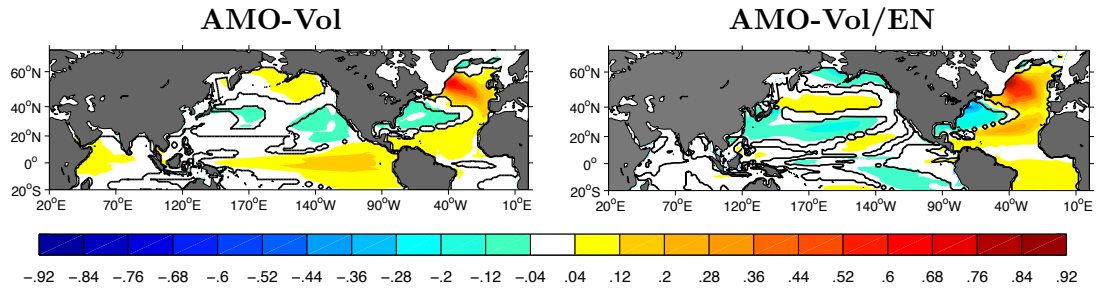 AMO-Vol AMO-Vol/EN
60°N 60°N
40°N 40°N
20°N 20°N
0° 0°
20°S 20°S
20°E 70°E 120°E 170°E 140°W 90°W 40°W 10°E 20°E 70°E 120°E 170°E 140°W 90°W 40°W 10°E
-.92 -.84 -.76 -.68 -.6 -.52 -.44 -.36 -.28 -.2 -.12 -.04 .04 .12 .2 .28 .36 .44 .52 .6 .68 .76 .84 .92